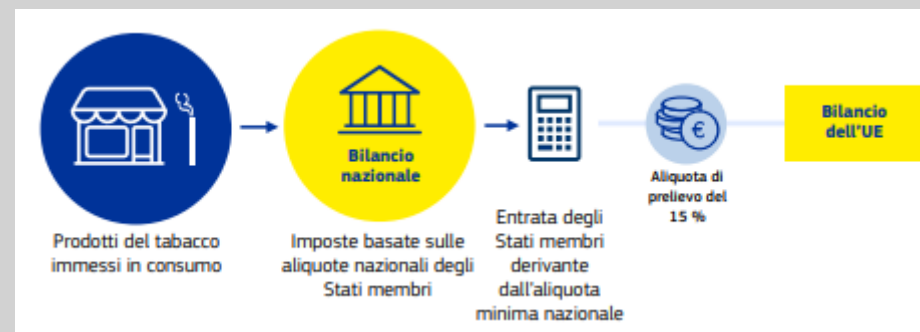 Bilancio
nazionale
Bilancio
dell'UE
Aliquota di
prelievo del
15 %
Prodotti del tabacco
immessi in consumo
Imposte basate sulle
aliquote nazionali degli
Stati membri
Entrata degli
Stati membri
derivante
dall'aliquota
minima nazionale